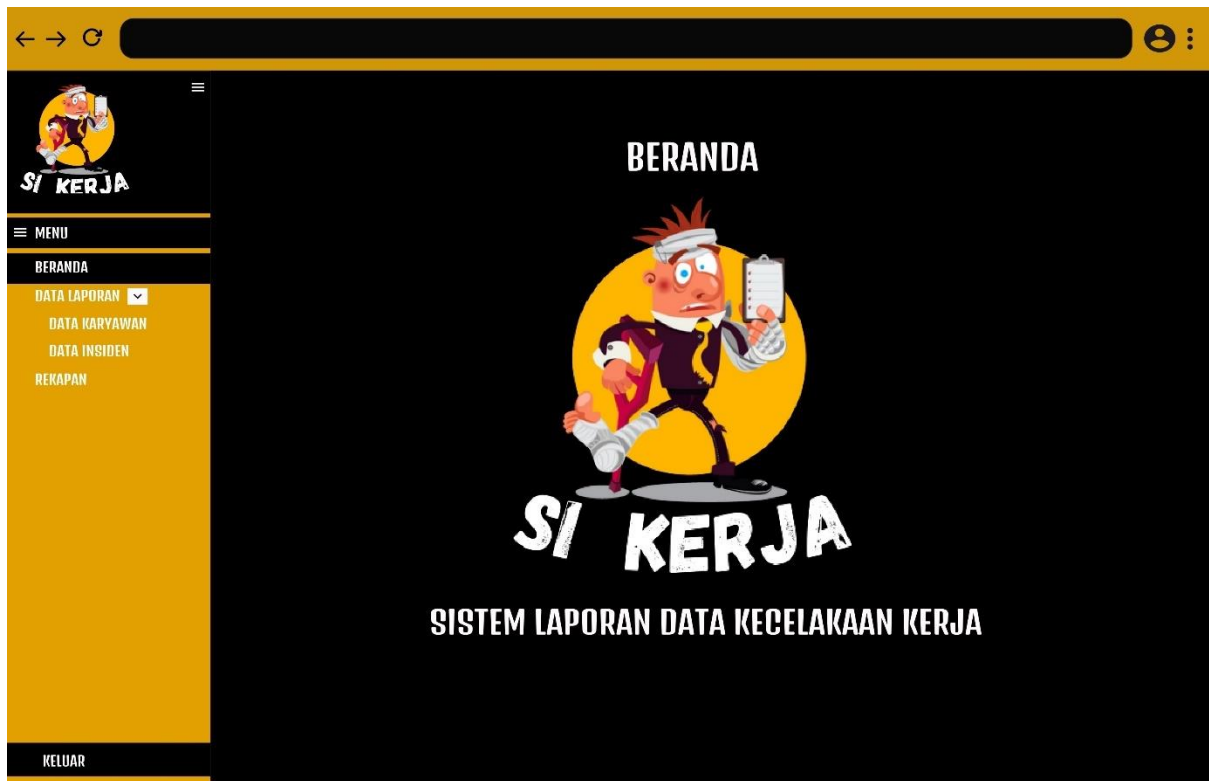 SI KERJA
MENU
BERANDA
DATA LAPORAN
DATA KARYAWAN
DATA INSIDEN
REKAPAN
KELUAR
BERANDA
SI KERJA
SISTEM LAPORAN DATA KECELAKAAN KERJA